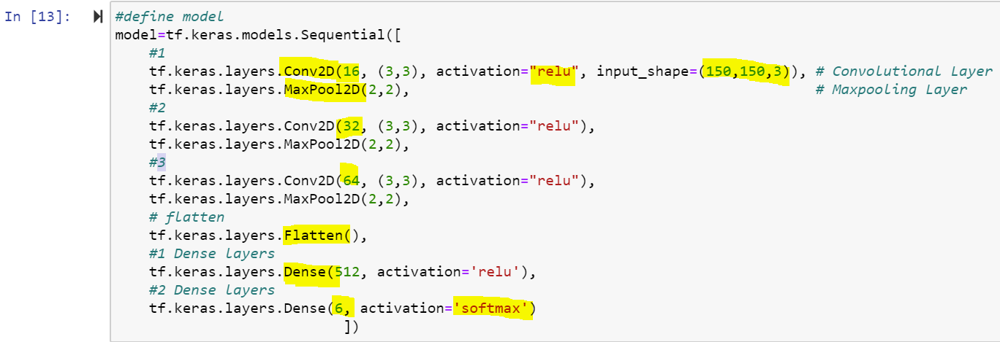 In [13]:
#define model
model=tf.keras.models.Sequential([
    #1
    tf.keras.layers.Conv2D(16, (3,3), activation="relu", input_shape=(150,150,3)), # Convolutional Layer
    tf.keras.layers.MaxPool2D(2,2), # Maxpooling Layer
    #2
    tf.keras.layers.Conv2D(32, (3,3), activation="relu"),
    tf.keras.layers.MaxPool2D(2,2),
    #3
    tf.keras.layers.Conv2D(64, (3,3), activation="relu"),
    tf.keras.layers.MaxPool2D(2,2),
    # flatten
    tf.keras.layers.Flatten(),
    #1 Dense layers
    tf.keras.layers.Dense(512, activation='relu'),
    #2 Dense layers
    tf.keras.layers.Dense(6, activation='softmax')
                           ])